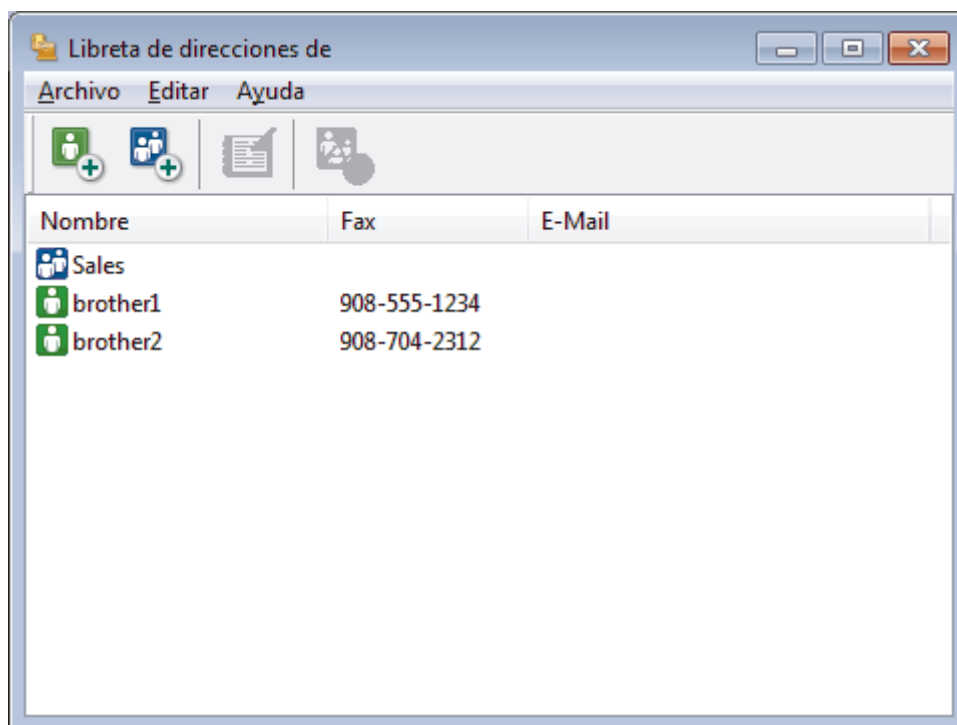 Libreta de direcciones de
Archivo Editar Ayuda
Nombre Fax E-Mail
Sales
brother1 908-555-1234
brother2 908-704-2312